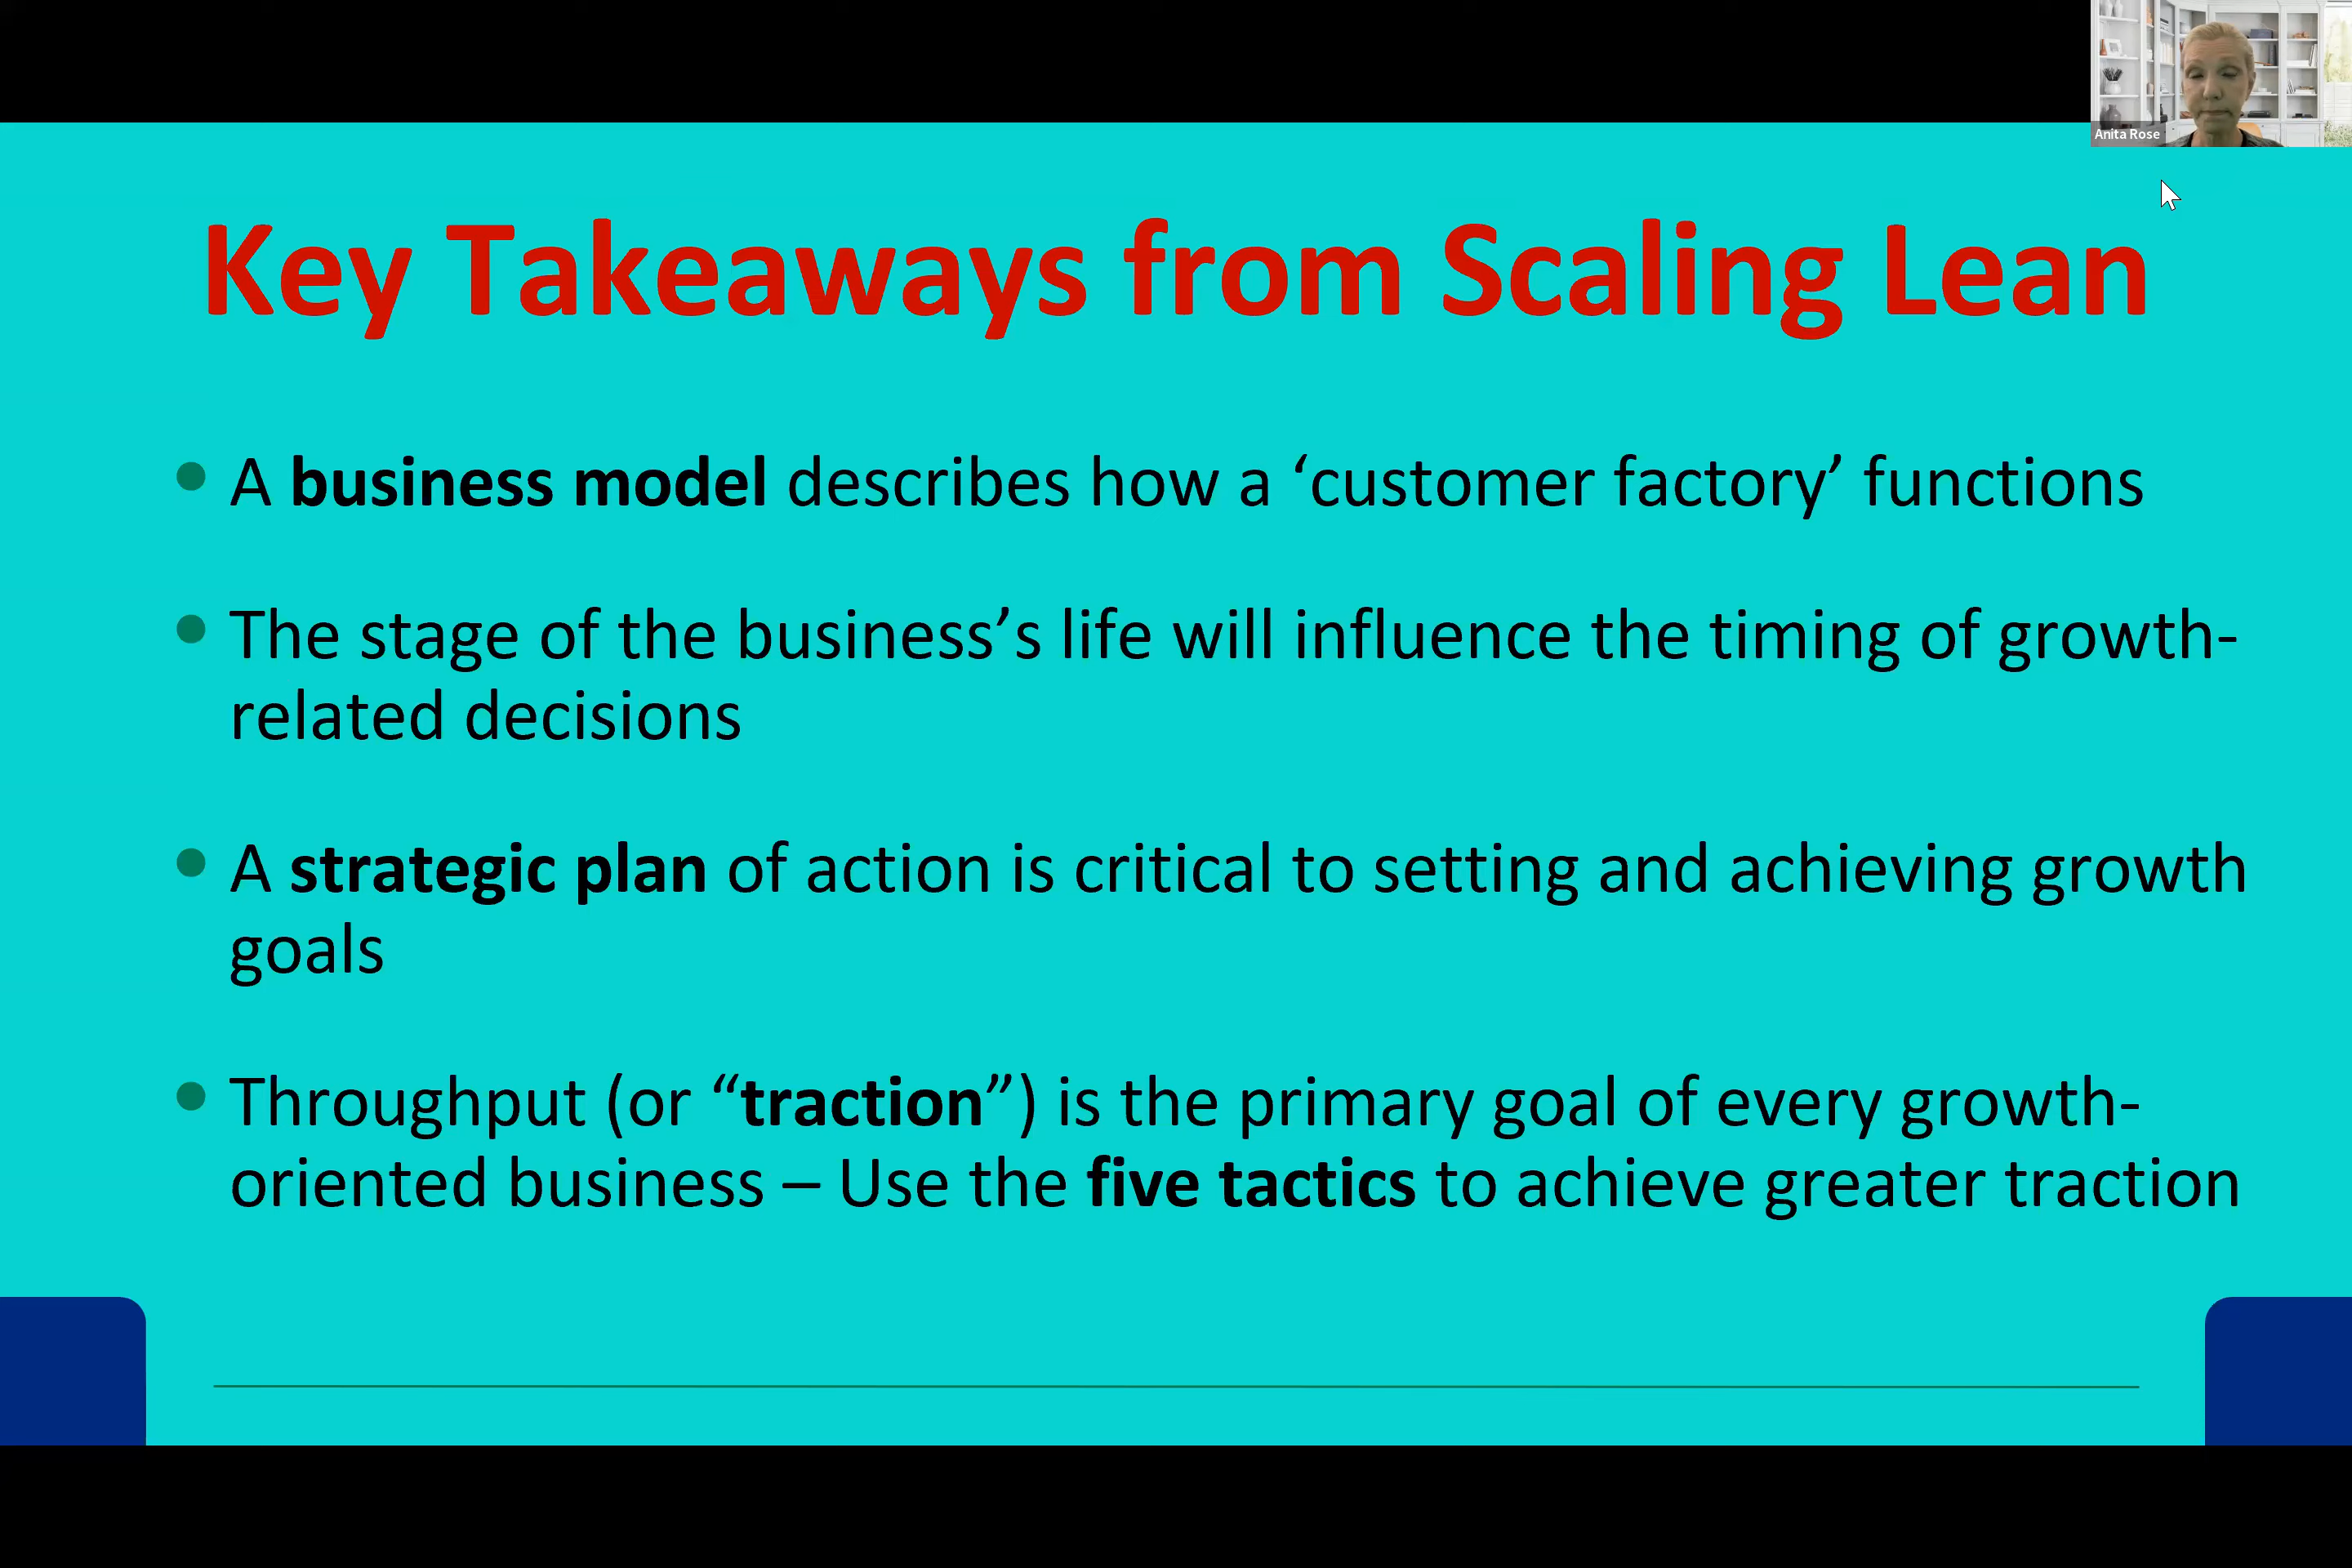 Anita Rose
Key Takeaways from Scaling Lean
A business model describes how a ‘customer factory’ functions
The stage of the business’s life will influence the timing of growth-
related decisions
A strategic plan of action is critical to setting and achieving growth
goals
Throughput (or “traction”) is the primary goal of every growth-
oriented business – Use the five tactics to achieve greater traction